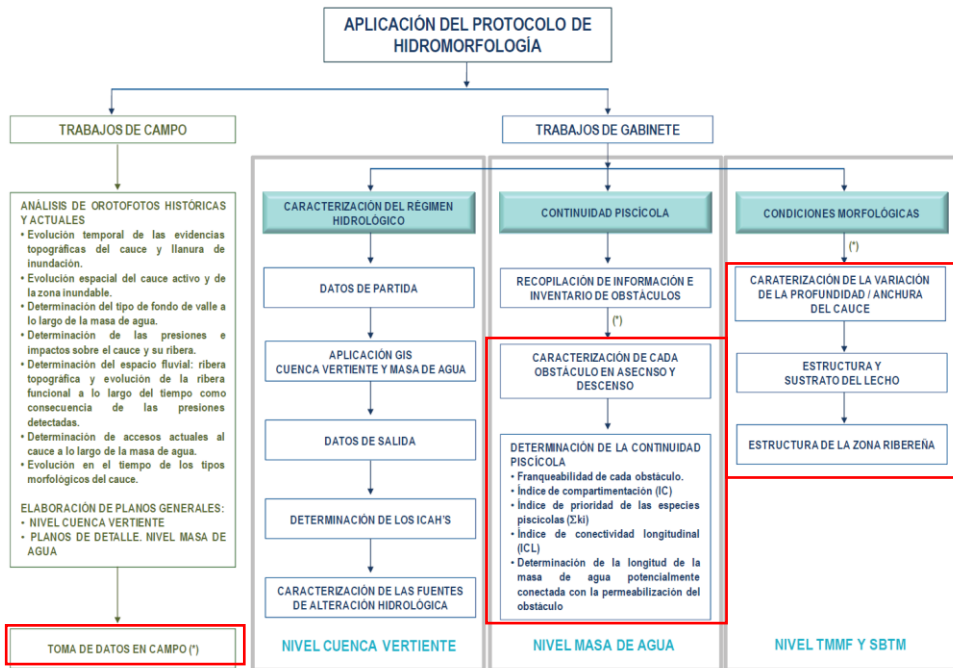 APLICACIÓN DEL PROTOCOLO DE
HIDROMORFOLOGÍA
TRABAJOS DE CAMPO
TRABAJOS DE GABINETE
ANÁLISIS DE OROTOFOTOS HISTÓRICAS
Y ACTUALES
• Evolución temporal de las evidencias
topográficas del cauce y llanura de
inundación.
• Evolución espacial del cauce activo y de
la zona inundable.
• Determinación del tipo de fondo de valle a
lo largo de la masa de agua.
• Determinación de las presiones e
impactos sobre el cauce y su ribera.
• Determinación del espacio fluvial: ribera
topográfica y evolución de la ribera
funcional a lo largo del tiempo como
consecuencia de las presiones
detectadas.
• Determinación de accesos actuales al
cauce a lo largo de la masa de agua.
• Evolución en el tiempo de los tipos
morfológicos del cauce.
ELABORACIÓN DE PLANOS GENERALES:
• NIVEL CUENCA VERTIENTE
• PLANOS DE DETALLE. NIVEL MASA DE
AGUA
TOMA DE DATOS EN CAMPO (*)
CARACTERIZACIÓN DEL RÉGIMEN
HIDROLÓGICO
DATOS DE PARTIDA
APLICACIÓN GIS
CUENCA VERTIENTE Y MASA DE AGUA
DATOS DE SALIDA
DETERMINACIÓN DE LOS ICAH'S
CARACTERIZACIÓN DE LAS FUENTES
DE ALTERACIÓN HIDROLÓGICA
NIVEL CUENCA VERTIENTE
CONTINUIDAD PISCÍCOLA
RECOPILACIÓN DE INFORMACIÓN E
INVENTARIO DE OBSTÁCULOS
(*)
CARACTERIZACIÓN DE CADA
OBSTÁCULO EN ASECNSO Y
DESCENSO
DETERMINACIÓN DE LA CONTINUIDAD
PISCÍCOLA
• Franqueabilidad de cada obstáculo.
• Índice de compartimentación (IC)
• Índice de prioridad de las especies
piscícolas (Σki)
• Índice de conectividad longitudinal
(ICL)
• Determinación de la longitud de la
masa de agua potencialmente
conectada con la permeabilización del
obstáculo
NIVEL MASA DE AGUA
CONDICIONES MORFOLÓGICAS
(*)
CARATERIZACIÓN DE LA VARIACIÓN
DE LA PROFUNDIDAD / ANCHURA
DEL CAUCE
ESTRUCTURA Y
SUSTRATO DEL LECHO
ESTRUCTURA DE LA ZONA RIBEREÑA
NIVEL TMMF Y SBTM